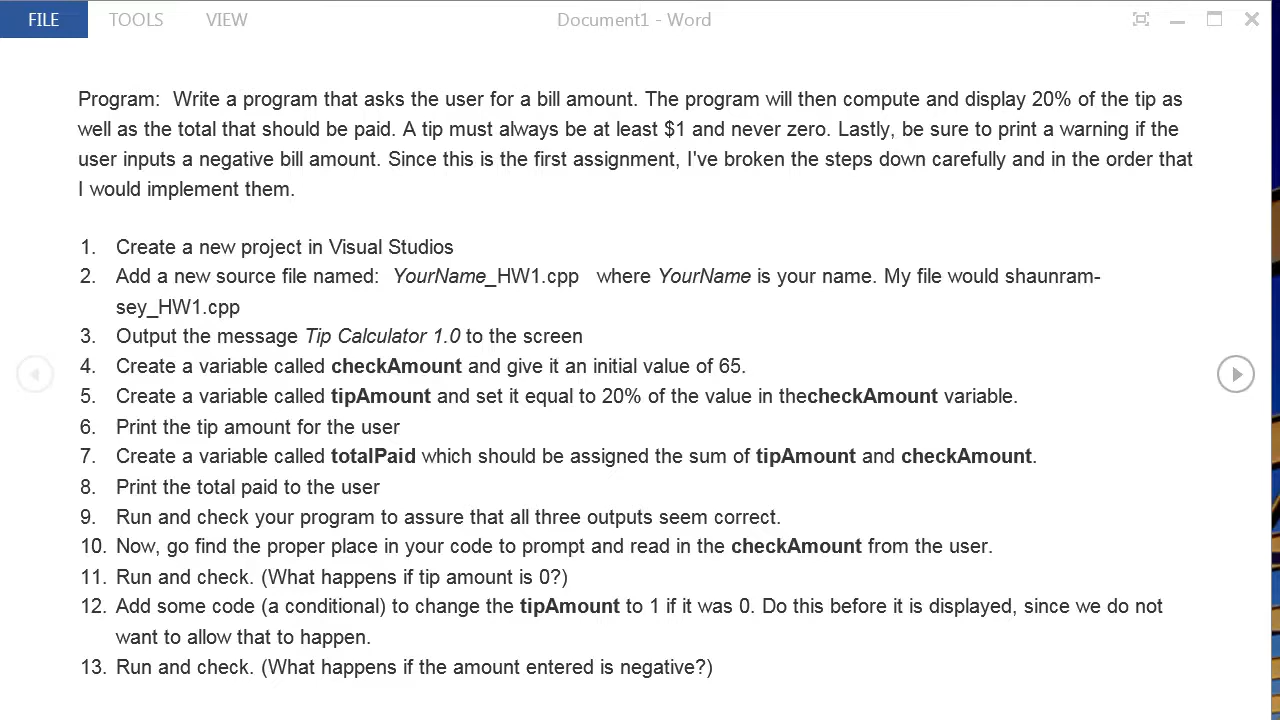 FILE TOOLS VIEW Document1 - Word
Program: Write a program that asks the user for a bill amount. The program will then compute and display 20% of the tip as
well as the total that should be paid. A tip must always be at least $1 and never zero. Lastly, be sure to print a warning if the
user inputs a negative bill amount. Since this is the first assignment, I've broken the steps down carefully and in the order that
I would implement them.
1. Create a new project in Visual Studios
2. Add a new source file named: YourName_HW1.cpp where YourName is your name. My file would shaunram-
sey_HW1.cpp
3. Output the message Tip Calculator 1.0 to the screen
4. Create a variable called checkAmount and give it an initial value of 65.
5. Create a variable called tipAmount and set it equal to 20% of the value in thecheckAmount variable.
6. Print the tip amount for the user
7. Create a variable called totalPaid which should be assigned the sum of tipAmount and checkAmount.
8. Print the total paid to the user
9. Run and check your program to assure that all three outputs seem correct.
10. Now, go find the proper place in your code to prompt and read in the checkAmount from the user.
11. Run and check. (What happens if tip amount is 0?)
12. Add some code (a conditional) to change the tipAmount to 1 if it was 0. Do this before it is displayed, since we do not
want to allow that to happen.
13. Run and check. (What happens if the amount entered is negative?)